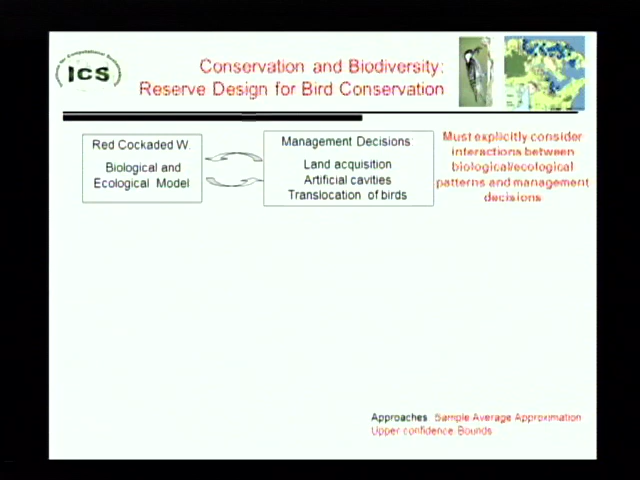 ICS
Conservation and Biodiversity:
Reserve Design for Bird Conservation
Red Cockaded W.
Biological and
Ecological Model
Management Decisions:
Land acquisition
Artificial cavities
Translocation of birds
Must explicitly consider
interactions between
biological/ecological
patterns and management
decisions
Approaches Sample Average Approximation
Upper confidence Bounds